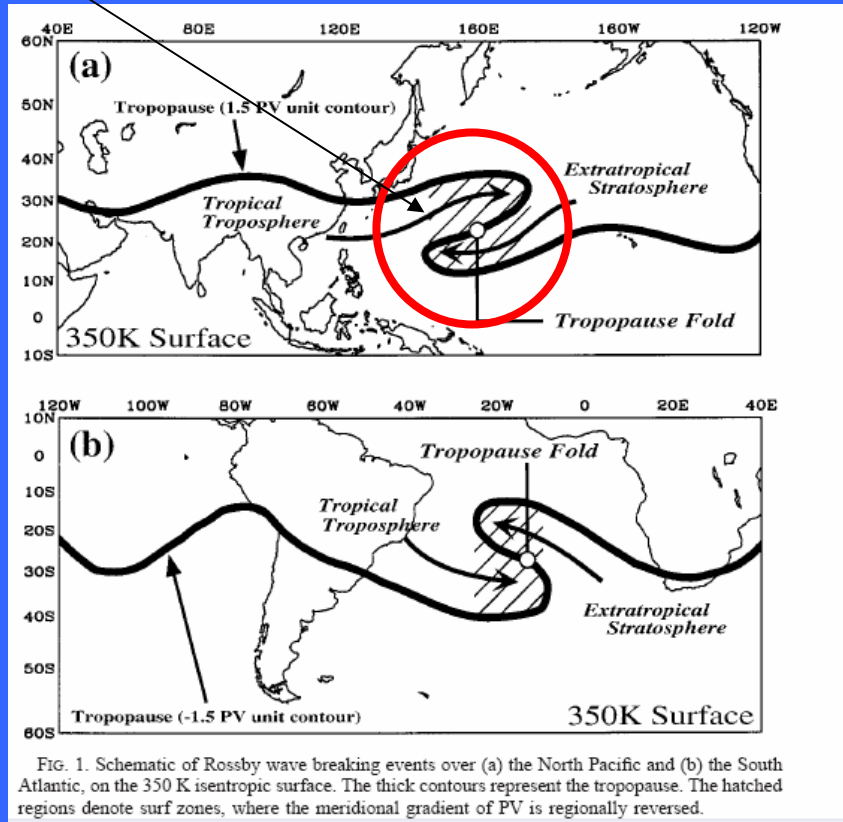 40E 80E 120E 160E 160W 120W
60N
(a)
50N
Tropopause (1.5 PV unit contour)
40N
Extratropical
Stratosphere
30N
Tropical
Troposphere
20N
10N
0
Tropopause Fold
350K Surface
10S
120W 100W 80W 60W 40W 20W 0 20E 40E
10N
(b)
Tropopause Fold
0
10S
Tropical
Troposphere
20S
30S
Extratropical
Stratosphere
40S
50S
Tropopause (-1.5 PV unit contour)
350K Surface
60S
FIG. 1. Schematic of Rossby wave breaking events over (a) the North Pacific and (b) the South
Atlantic, on the 350 K isentropic surface. The thick contours represent the tropopause. The hatched
regions denote surf zones, where the meridional gradient of PV is regionally reversed.